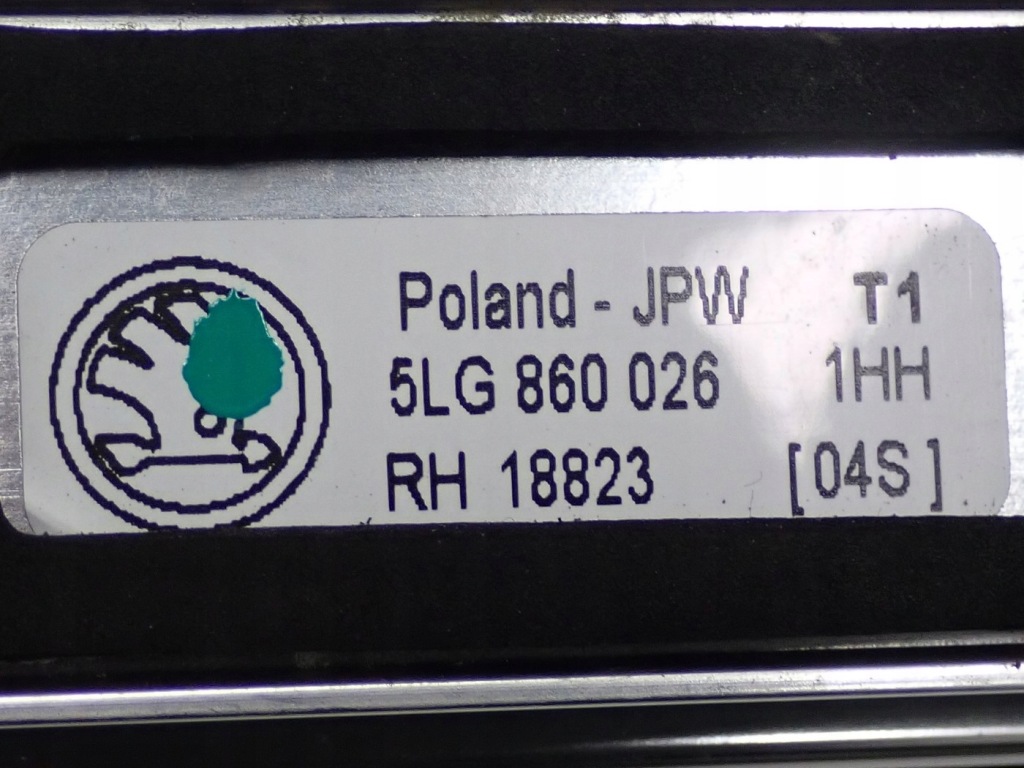 Poland - JPW T1
5LG 860 026 1HH
RH 18823 [04S]